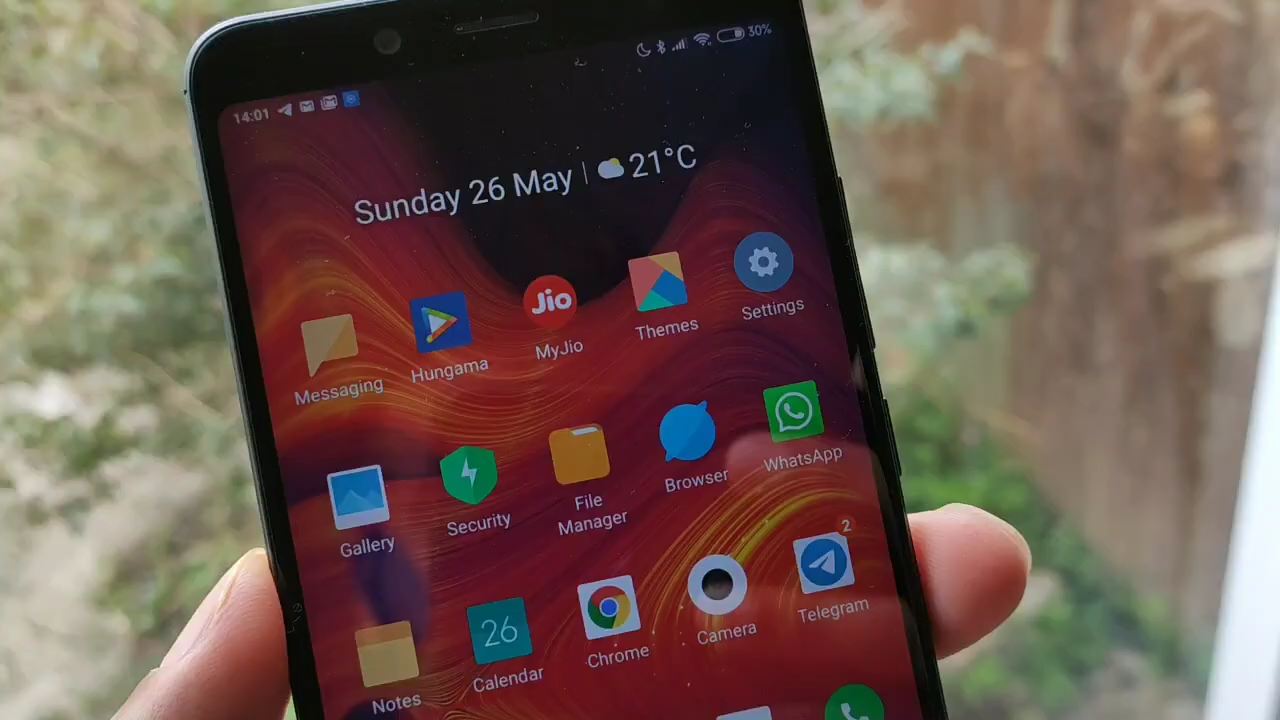 14:01
30%
Sunday 26 May | 21°C
Messaging
Hungama
Jio
MyJio
Themes
Settings
Gallery
Security
File
Manager
Browser
WhatsApp
Notes
26
Calendar
Chrome
Camera
2
Telegram